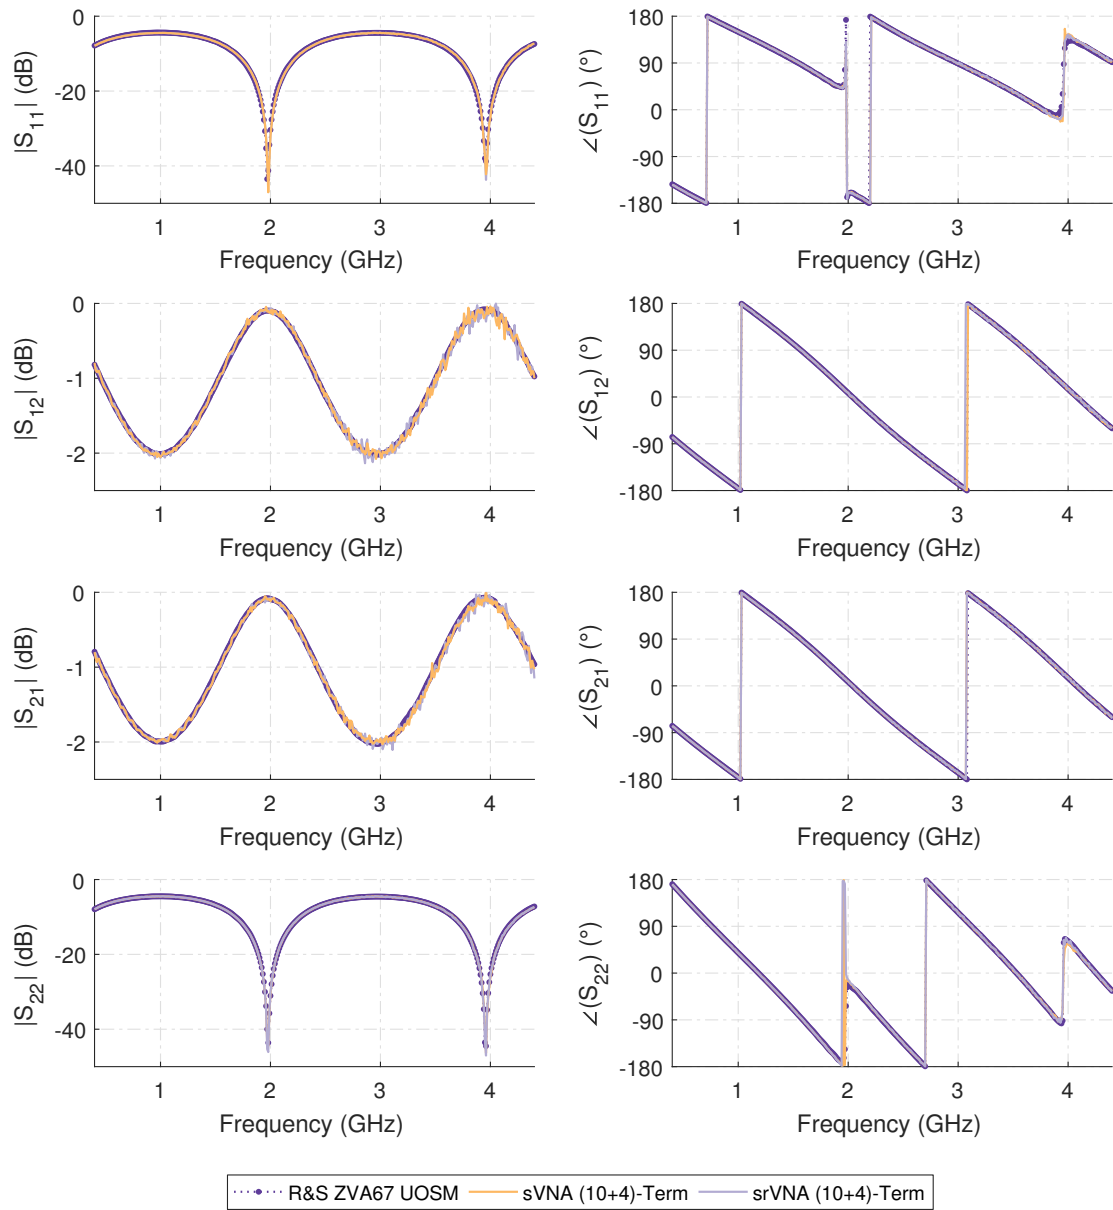 |S11| (dB)
0
-20
-40
1 2 3 4
Frequency (GHz)
∠(S11) (°)
180
90
0
-90
-180
1 2 3 4
Frequency (GHz)
|S12| (dB)
0
-1
-2
1 2 3 4
Frequency (GHz)
∠(S12) (°)
180
90
0
-90
-180
1 2 3 4
Frequency (GHz)
|S21| (dB)
0
-1
-2
1 2 3 4
Frequency (GHz)
∠(S21) (°)
180
90
0
-90
-180
1 2 3 4
Frequency (GHz)
|S22| (dB)
0
-20
-40
1 2 3 4
Frequency (GHz)
∠(S22) (°)
180
90
0
-90
-180
1 2 3 4
Frequency (GHz)
R&S ZVA67 UOSM sVNA (10+4)-Term srVNA (10+4)-Term